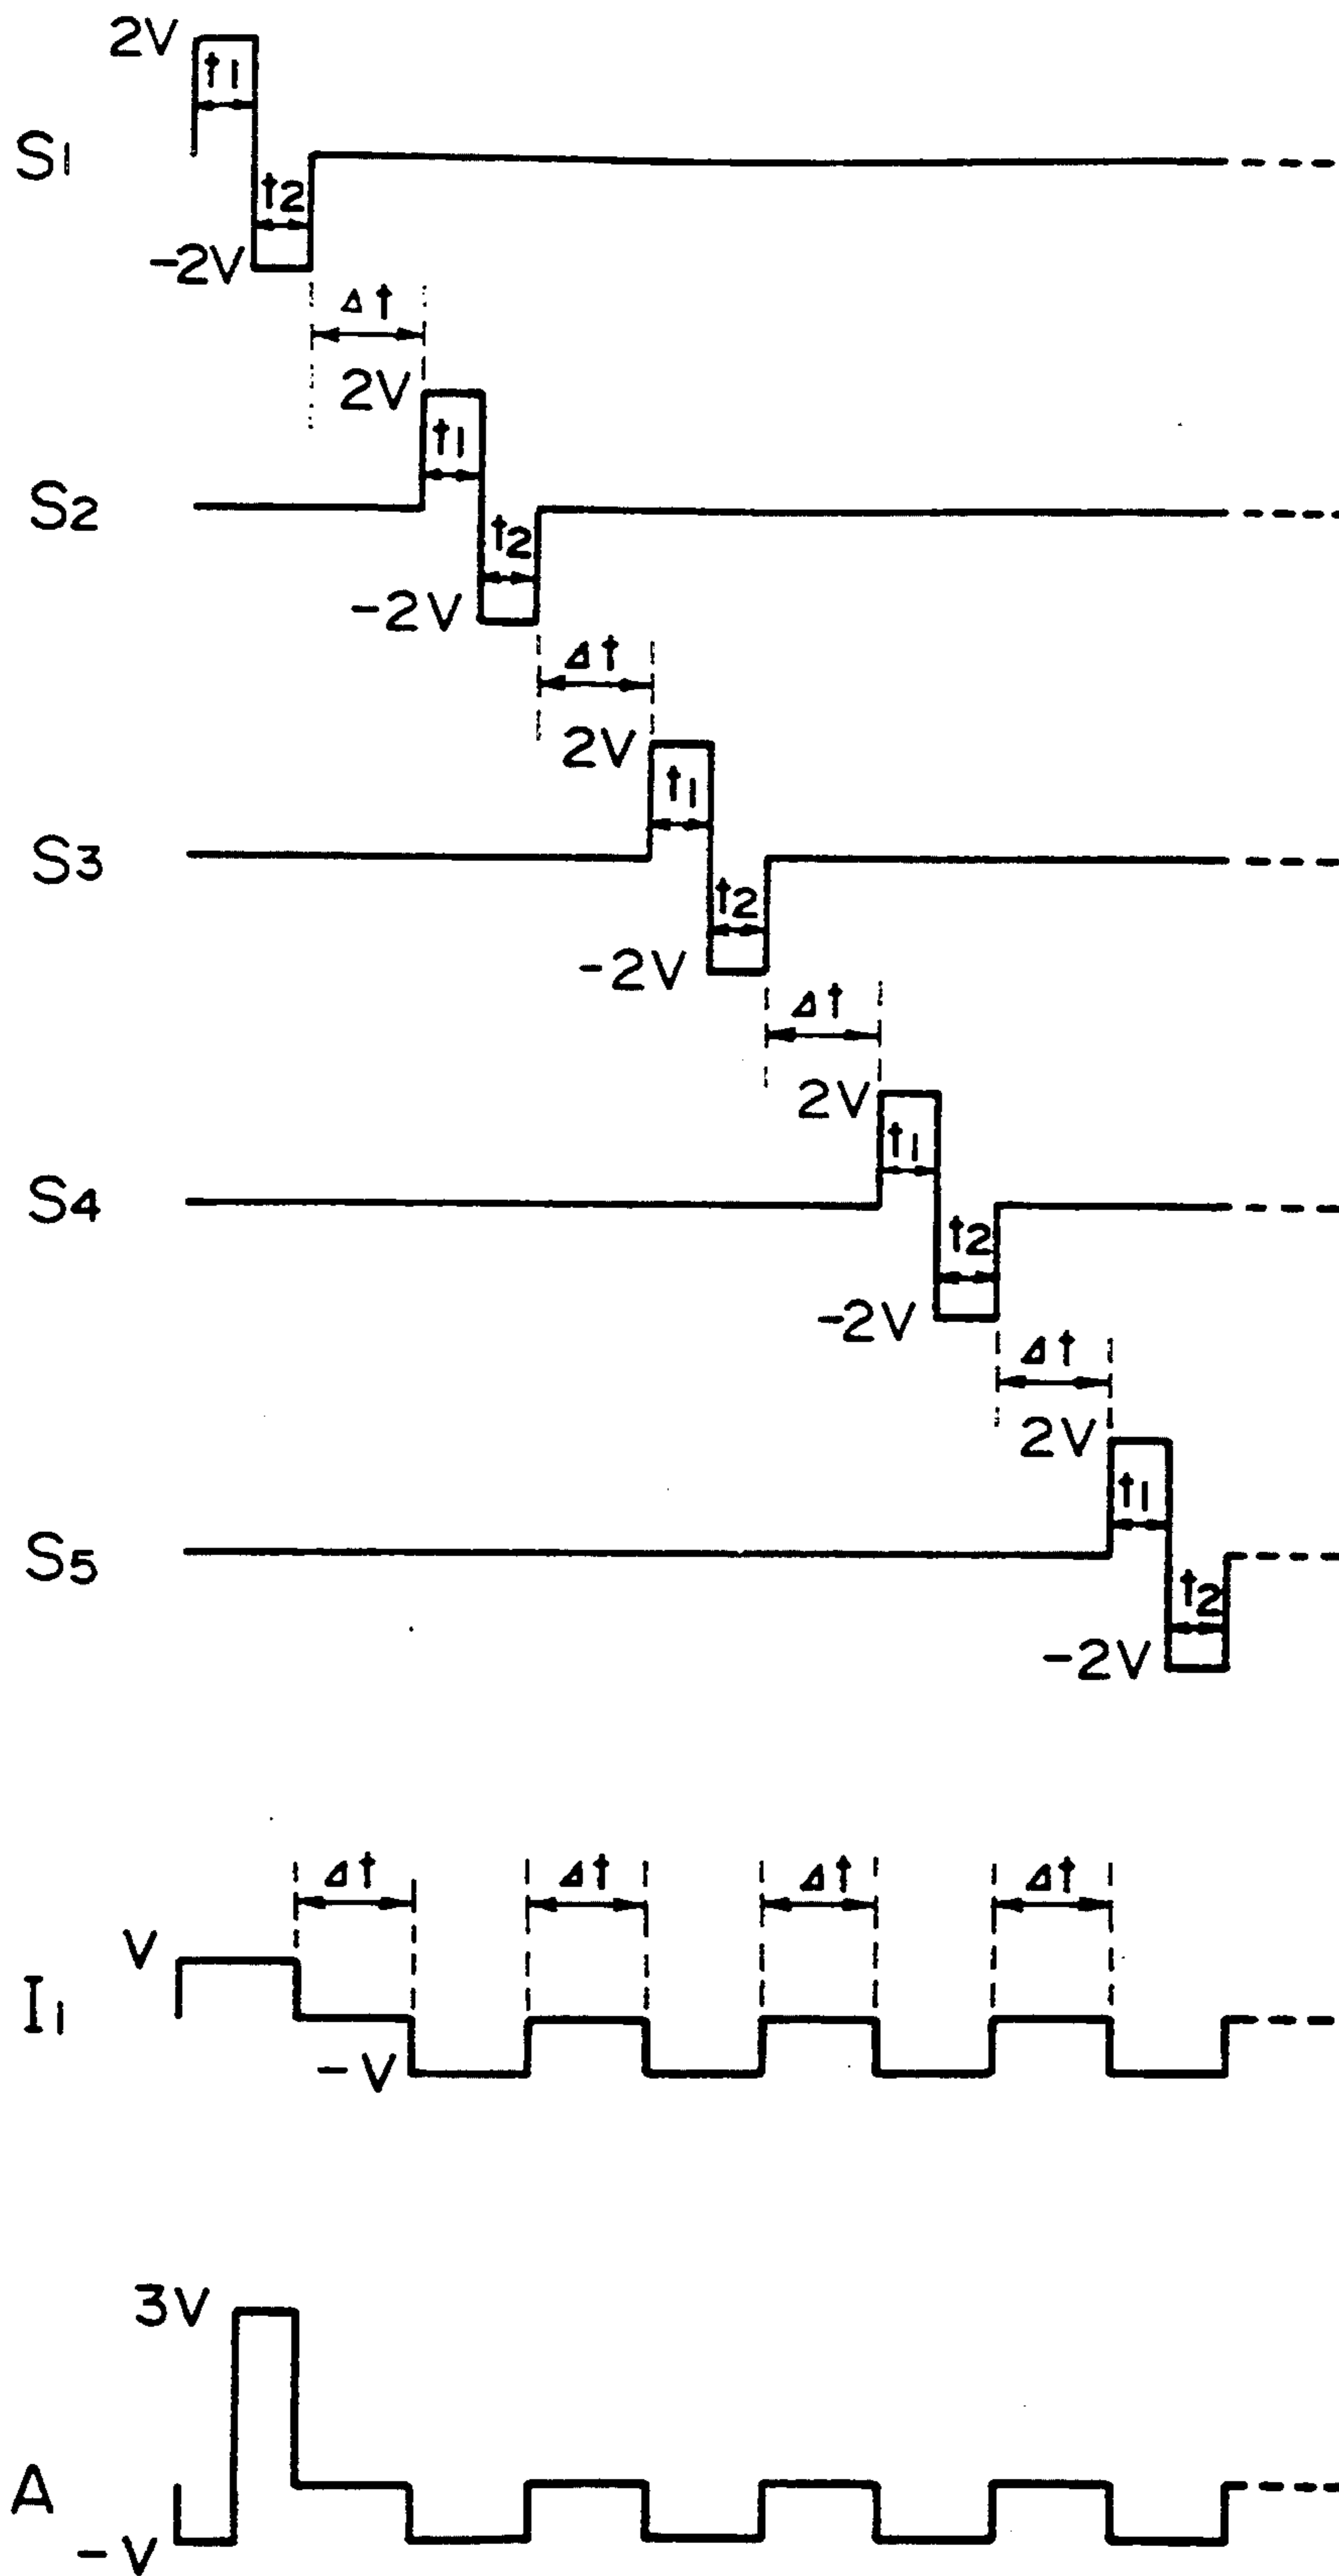 2V
t1
S1
t2
-2V
Δt
2V
t1
S2
t2
-2V
Δt
2V
t1
S3
t2
-2V
Δt
2V
t1
S4
t2
-2V
Δt
2V
t1
S5
t2
-2V
Δt Δt Δt Δt
V
I1
-V
3V
A
-V